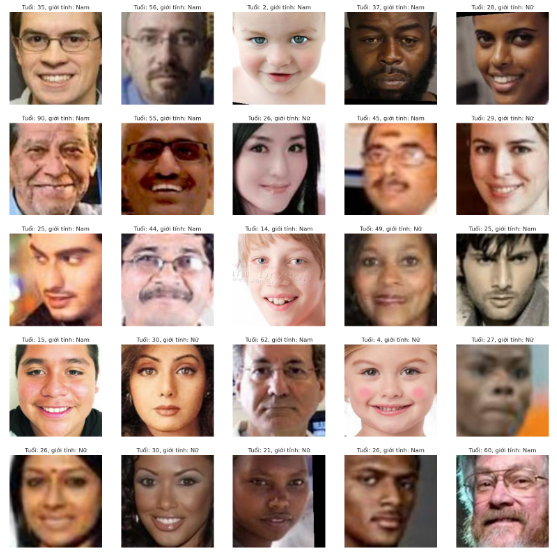 Tuổi: 35, giới tính: Nam
Tuổi: 56, giới tính: Nam
Tuổi: 2, giới tính: Nam
Tuổi: 37, giới tính: Nam
Tuổi: 28, giới tính: Nữ
Tuổi: 90, giới tính: Nam
Tuổi: 55, giới tính: Nam
Tuổi: 26, giới tính: Nữ
Tuổi: 45, giới tính: Nam
Tuổi: 29, giới tính: Nữ
Tuổi: 25, giới tính: Nam
Tuổi: 44, giới tính: Nam
Tuổi: 14, giới tính: Nam
Tuổi: 49, giới tính: Nữ
Tuổi: 25, giới tính: Nam
Tuổi: 15, giới tính: Nam
Tuổi: 30, giới tính: Nữ
Tuổi: 62, giới tính: Nam
Tuổi: 4, giới tính: Nữ
Tuổi: 27, giới tính: Nam
Tuổi: 26, giới tính: Nữ
Tuổi: 30, giới tính: Nữ
Tuổi: 21, giới tính: Nữ
Tuổi: 26, giới tính: Nam
Tuổi: 60, giới tính: Nam